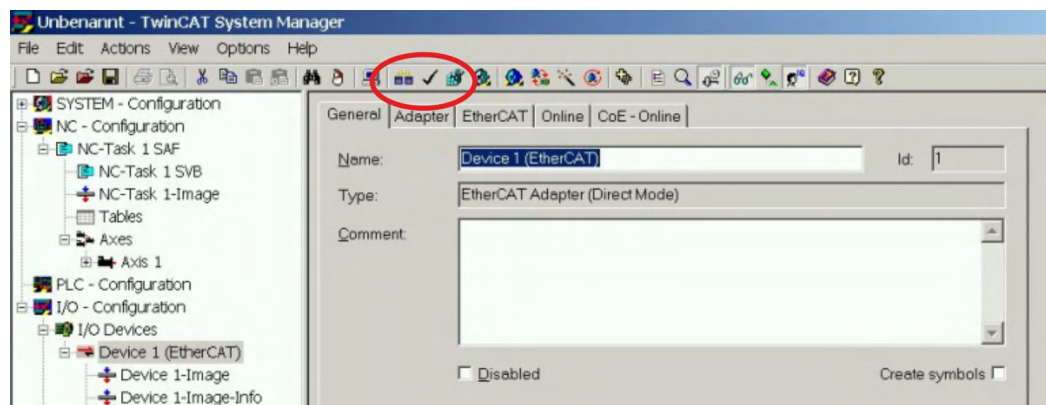 Unbenannt - TwinCAT System Manager
File Edit Actions View Options Help
SYSTEM - Configuration
NC - Configuration
NC-Task 1 SAF
NC-Task 1 SVB
NC-Task 1-Image
Tables
Axes
Axis 1
PLC - Configuration
I/O - Configuration
I/O Devices
Device 1 (EtherCAT)
Device 1-Image
Device 1-Image-Info
General Adapter EtherCAT Online CoE - Online
Name: Device 1 (EtherCAT) Id: 1
Type: EtherCAT Adapter (Direct Mode)
Comment:
Disabled Create symbols